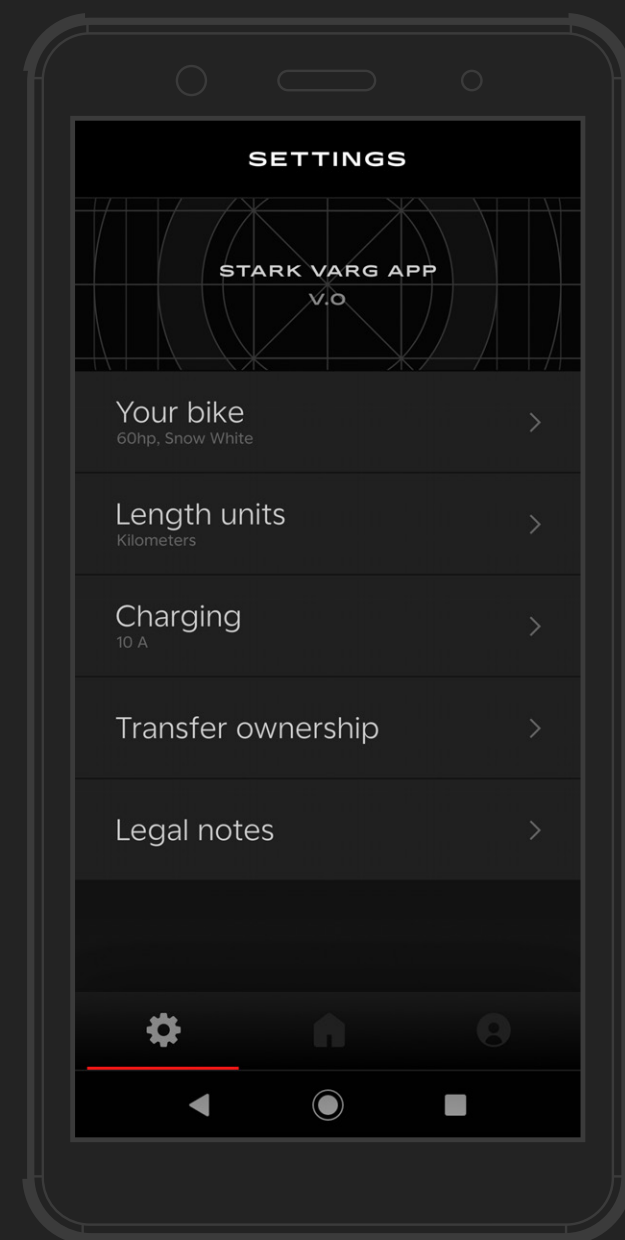 SETTINGS
STARK VARG APP
V.0
Your bike
60hp, Snow White
Length units
Kilometers
Charging
10 A
Transfer ownership
Legal notes